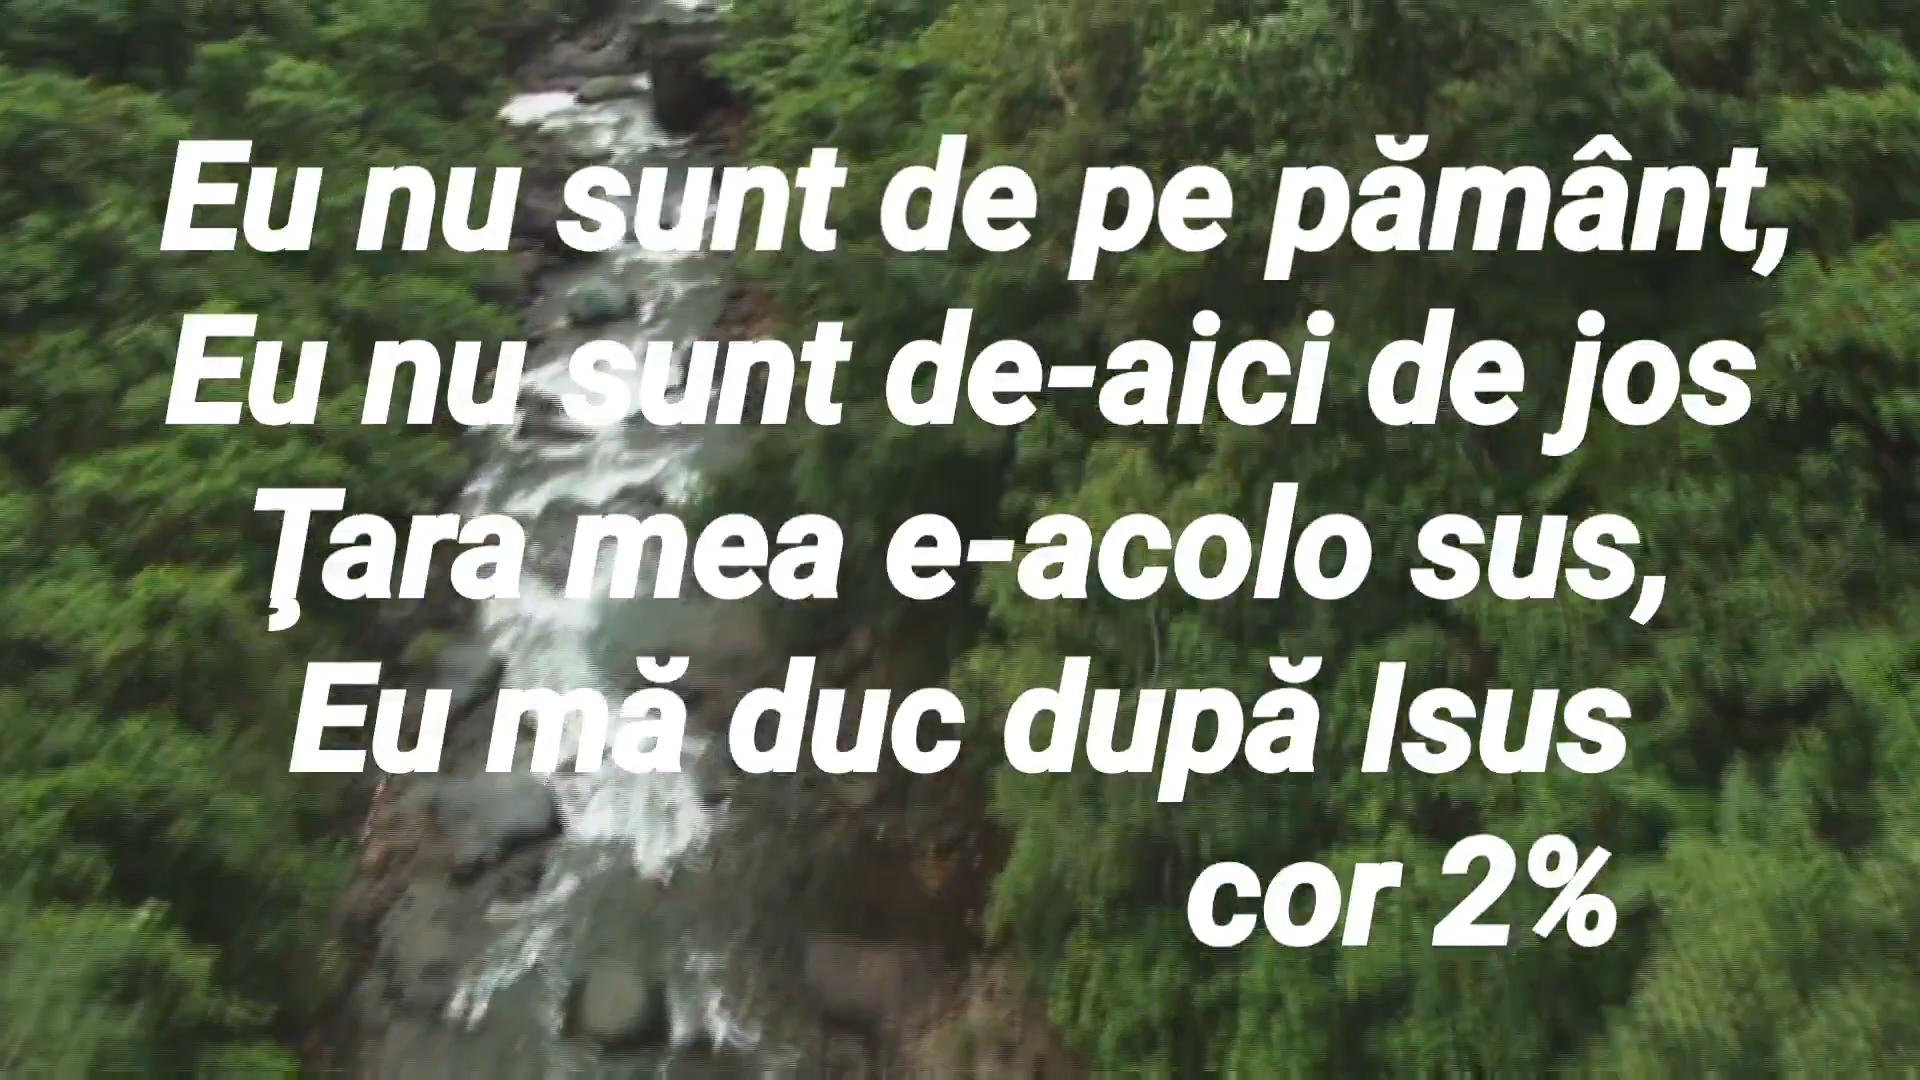 Eu nu sunt de pe pământ,
Eu nu sunt de-aici de jos
Ţara mea e-acolo sus,
Eu mă duc după Isus
cor 2%